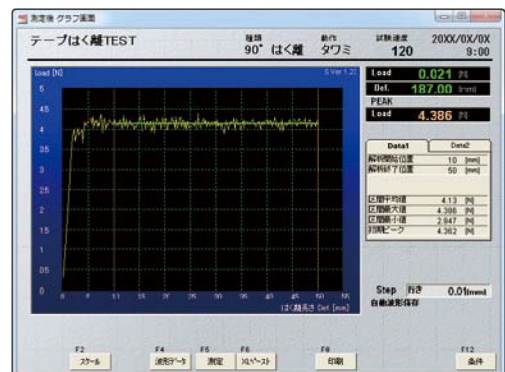 測定後 グラフ画面
テープはく離TEST
種類
90° はく離
動作
タワミ
試験速度
120
20XX/0X/0X
9:00
Load [N]
S Ver 1.21
5
4.5
4
3.5
3
2.5
2
1.5
1
0.5
0
0 5 11 15 25 30 35 40 45 50 55
はく離長さ Def. [mm]
Load 0.021 [N]
Def. 187.00 [mm]
PEAK
Load 4.386 [N]
Data1 Data2
解析開始位置 10 [mm]
解析終了位置 50 [mm]
区間平均値 4.13 [N]
区間最大値 4.386 [N]
区間最小値 2.847 [N]
初期ピーク 4.362 [N]
Step 行き 0.01[mm]
自動波形保存
F2
スケール
F4
波形データ
F5
測定
F6
XLペースト
印刷
F12
条件